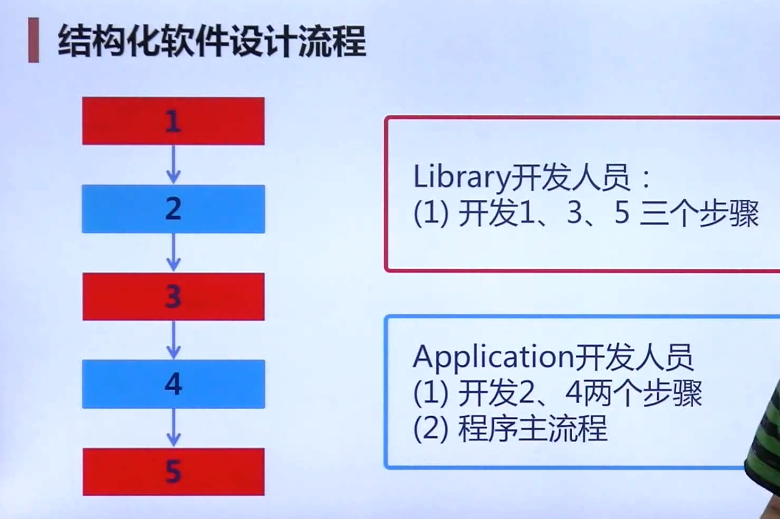 结构化软件设计流程
1
2
3
4
5
Library开发人员：
(1) 开发1、3、5 三个步骤
Application开发人员
(1) 开发2、4两个步骤
(2) 程序主流程